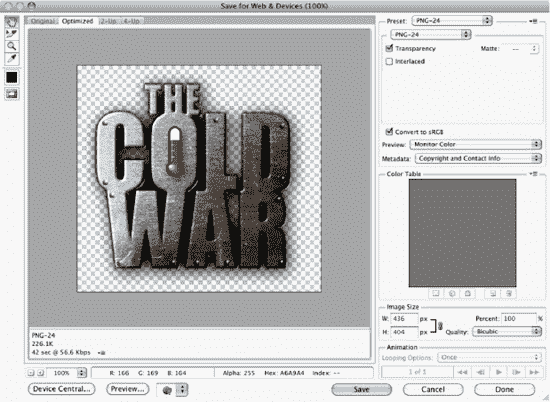 Save for Web & Devices (100%)
Original Optimized 2-Up 4-Up
THE
COLD
WAR
PNG-24
226.1K
42 sec @ 56.6 Kbps
100% R: 166 G: 169 B: 164 Alpha: 255 Hex: A6A9A4 Index: --
Device Central... Preview... Save Cancel Done
Preset: PNG-24
PNG-24
Transparency Matte: --
Interlaced
Convert to sRGB
Preview: Monitor Color
Metadata: Copyright and Contact Info
Color Table
Image Size
W: 436 px Percent: 100 %
H: 404 px Quality: Bicubic
Animation
Looping Options: Once
1 of 1